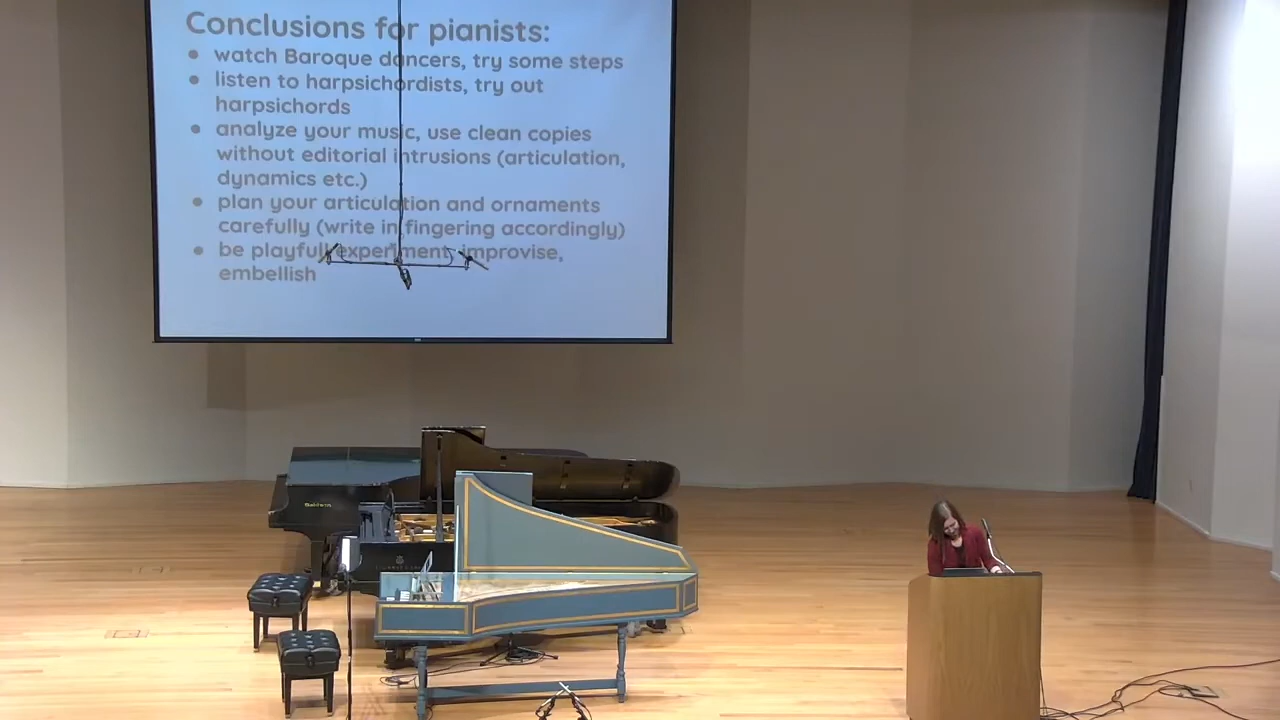 Conclusions for pianists:
• watch Baroque dancers, try some steps
• listen to harpsichordists, try out
harpsichords
• analyze your music, use clean copies
without editorial intrusions (articulation,
dynamics etc.)
• plan your articulation and ornaments
carefully (write in fingering accordingly)
• be playful! experiment, improvise,
embellish
Baldwin